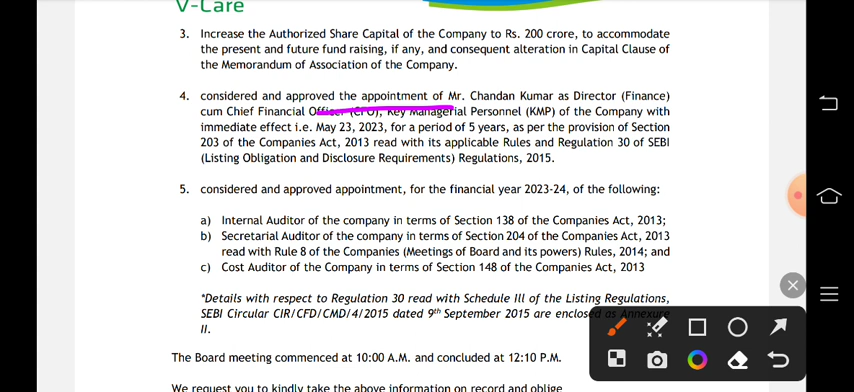 V-Care
3. Increase the Authorized Share Capital of the Company to Rs. 200 crore, to accommodate
the present and future fund raising, if any, and consequent alteration in Capital Clause of
the Memorandum of Association of the Company.
4. considered and approved the appointment of Mr. Chandan Kumar as Director (Finance)
cum Chief Financial Officer (CFO), Key Managerial Personnel (KMP) of the Company with
immediate effect i.e. May 23, 2023, for a period of 5 years, as per the provision of Section
203 of the Companies Act, 2013 read with its applicable Rules and Regulation 30 of SEBI
(Listing Obligation and Disclosure Requirements) Regulations, 2015.
5. considered and approved appointment, for the financial year 2023-24, of the following:
a) Internal Auditor of the company in terms of Section 138 of the Companies Act, 2013;
b) Secretarial Auditor of the company in terms of Section 204 of the Companies Act, 2013
read with Rule 8 of the Companies (Meetings of Board and its powers) Rules, 2014; and
c) Cost Auditor of the Company in terms of Section 148 of the Companies Act, 2013
*Details with respect to Regulation 30 read with Schedule III of the Listing Regulations,
SEBI Circular CIR/CFD/CMD/4/2015 dated 9th September 2015 are enclosed as Annexure
II.
The Board meeting commenced at 10:00 A.M. and concluded at 12:10 P.M.
We request you to kindly take the above information on record and oblige